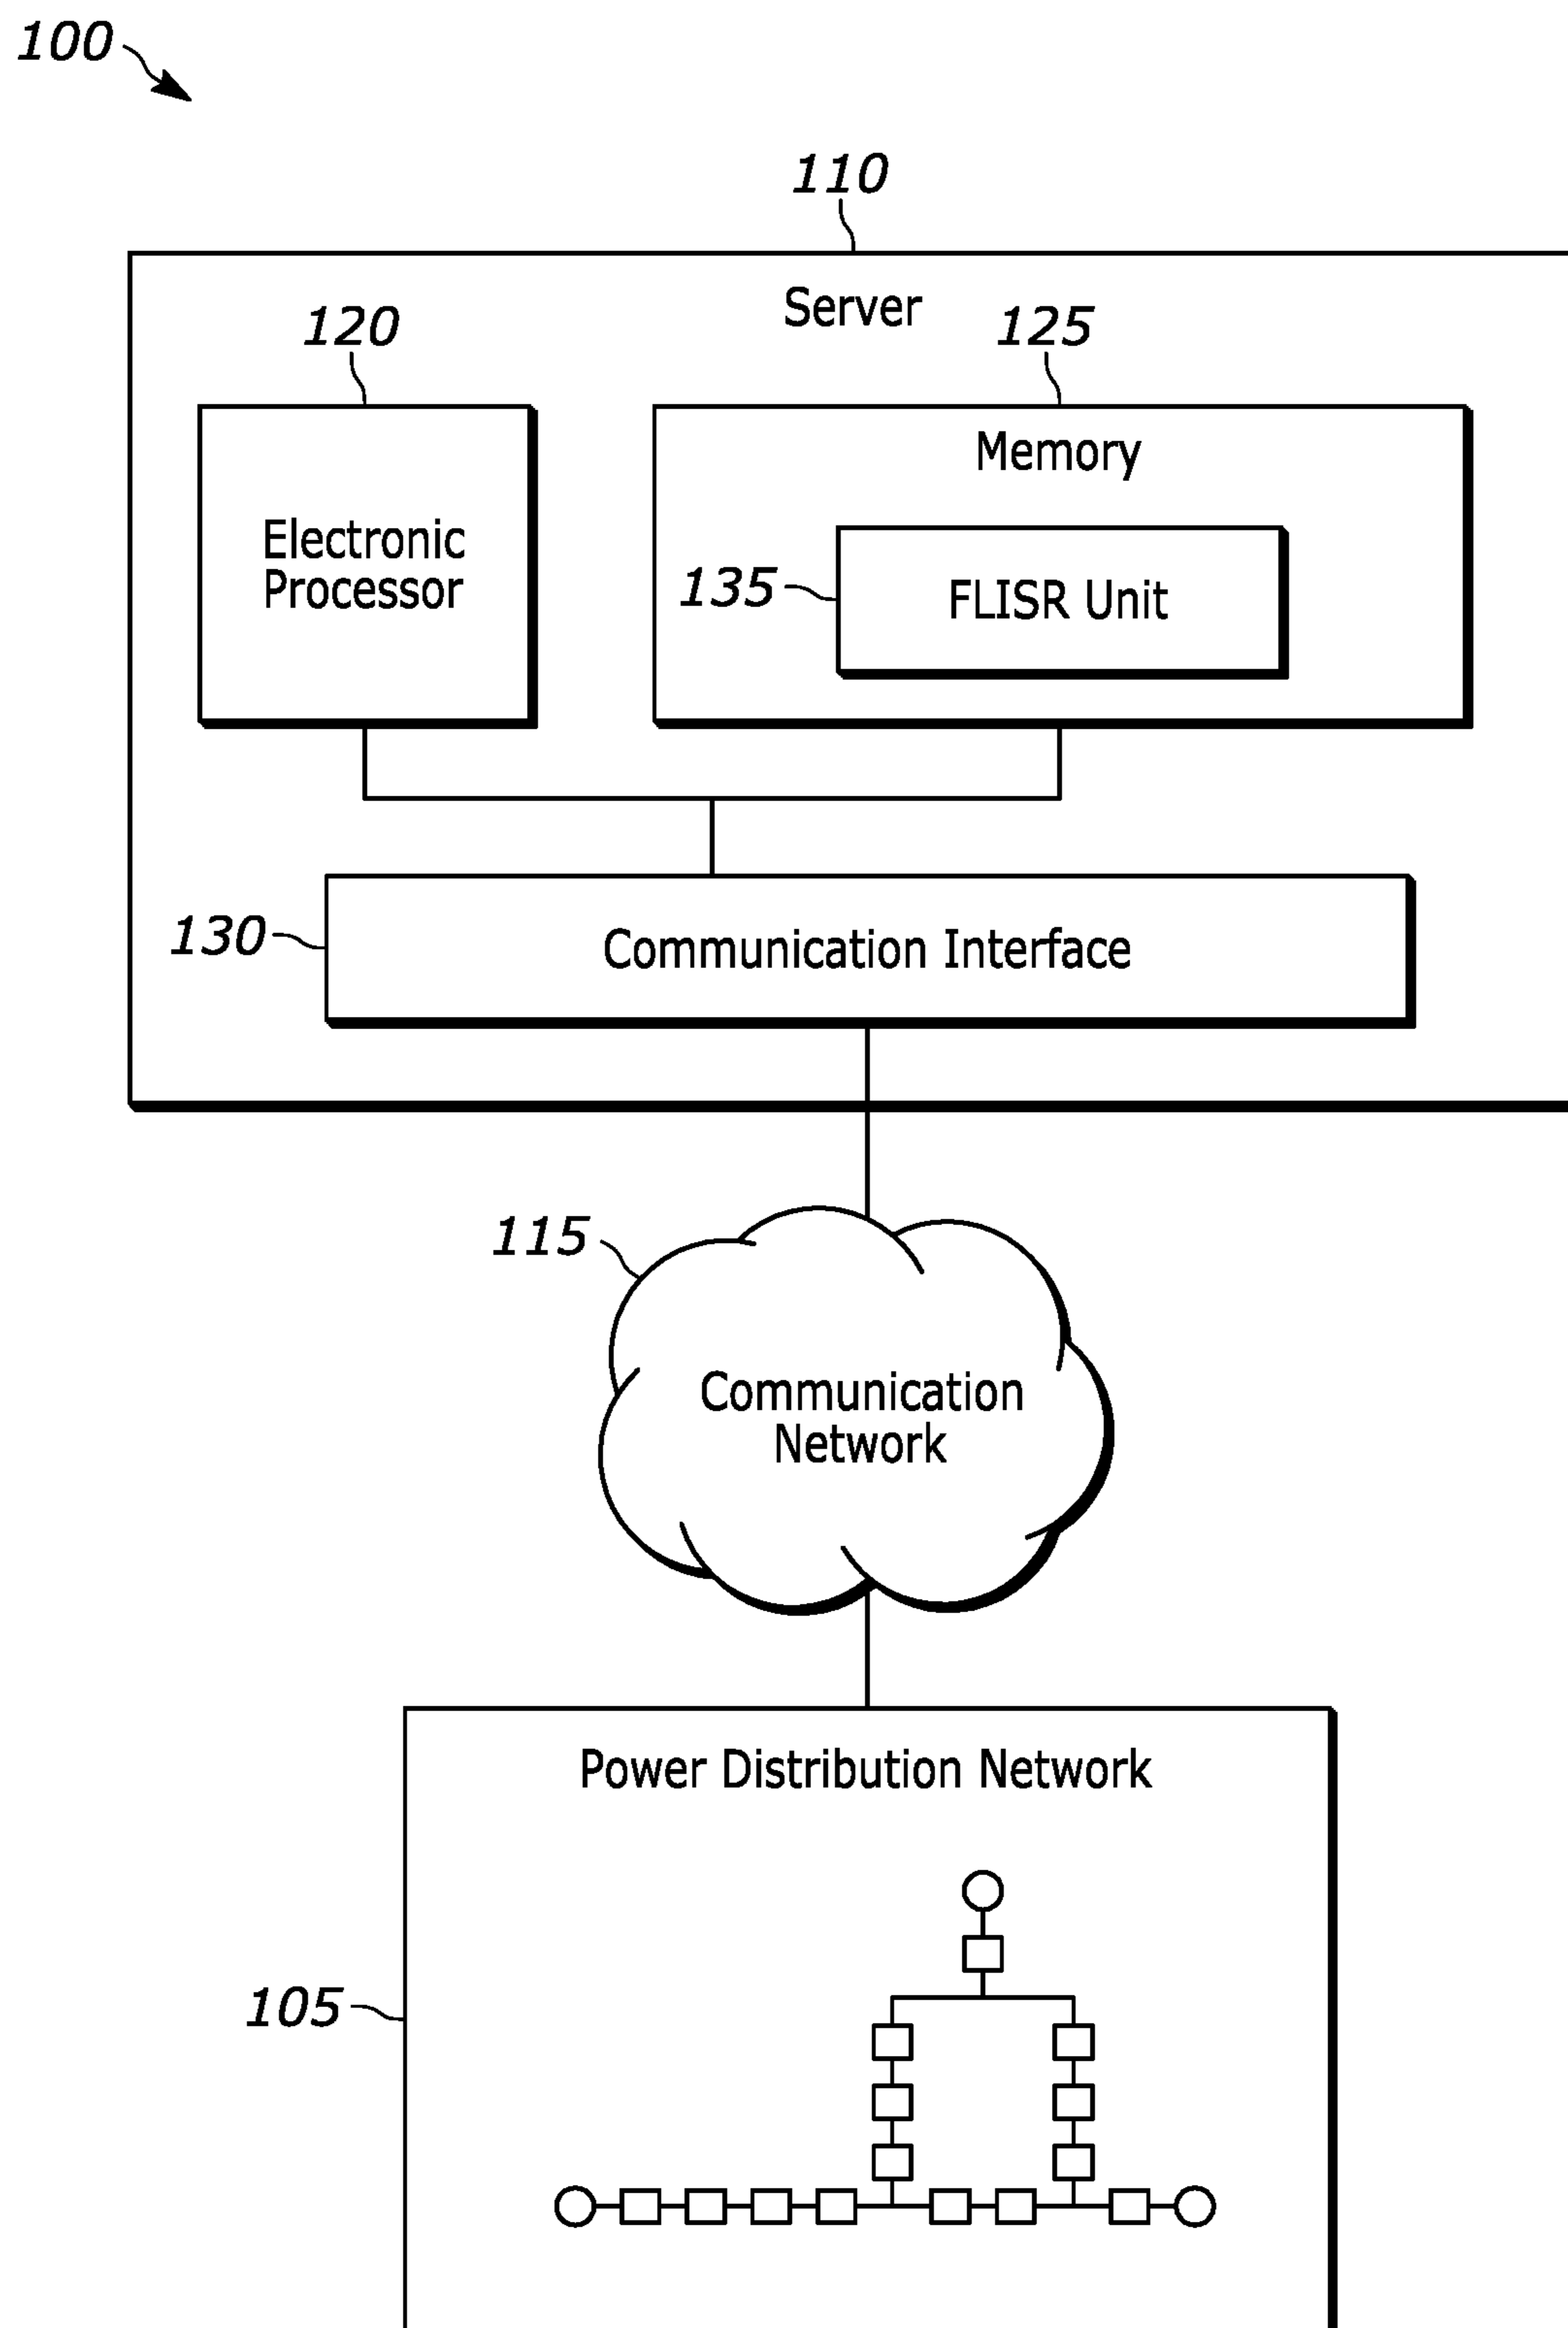 100
110
Server
120
125
Memory
Electronic
Processor
135
FLISR Unit
130
Communication Interface
115
Communication
Network
Power Distribution Network
105